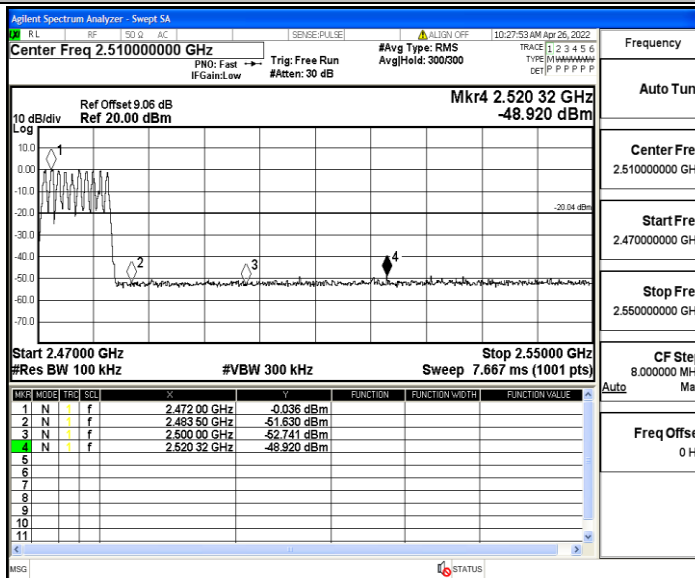 Agilent Spectrum Analyzer - Swept SA
RL RF 50 Ω AC SENSE:PULSE ALIGN OFF 10:27:53 AM Apr 26, 2022
Center Freq 2.510000000 GHz
PNO: Fast
IFGain:Low
Trig: Free Run
#Atten: 30 dB
#Avg Type: RMS
Avg|Hold: 300/300
TRACE 1 2 3 4 5 6
TYPE M WWWWW
DET P P P P P P
Ref Offset 9.06 dB
Ref 20.00 dBm
10 dB/div
Log
Mkr4 2.520 32 GHz
-48.920 dBm
10.0
0.00
-10.0
-20.0
-30.0
-40.0
-50.0
-60.0
-70.0
1
2
3
4
-20.04 dBm
Start 2.47000 GHz
#Res BW 100 kHz
#VBW 300 kHz
Stop 2.55000 GHz
Sweep 7.667 ms (1001 pts)
MKR MODE TRC SCL X Y FUNCTION FUNCTION WIDTH FUNCTION VALUE
1 N 1 f 2.472 00 GHz -0.036 dBm
2 N 1 f 2.483 50 GHz -51.630 dBm
3 N 1 f 2.500 00 GHz -52.741 dBm
4 N 1 f 2.520 32 GHz -48.920 dBm
5
6
7
8
9
10
11
MSG STATUS
Frequency
Auto Tun
Center Fre
2.510000000 GH
Start Fre
2.470000000 GH
Stop Fre
2.550000000 GH
CF Ste
8.000000 MH
Auto Ma
Freq Offse
0 H